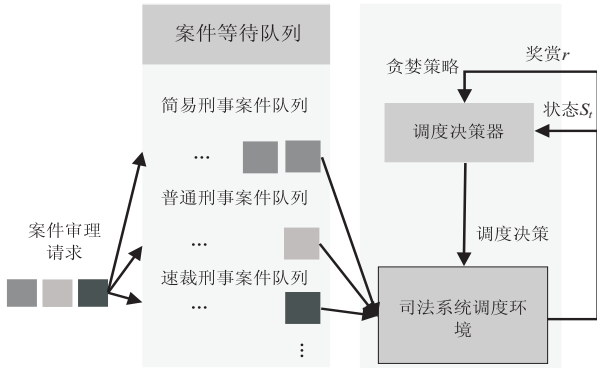 案件等待队列
简易刑事案件队列
...
普通刑事案件队列
...
速裁刑事案件队列
...
⋮
案件审理
请求
奖赏r
贪婪策略
状态Sₜ
调度决策器
调度决策
司法系统调度环
境